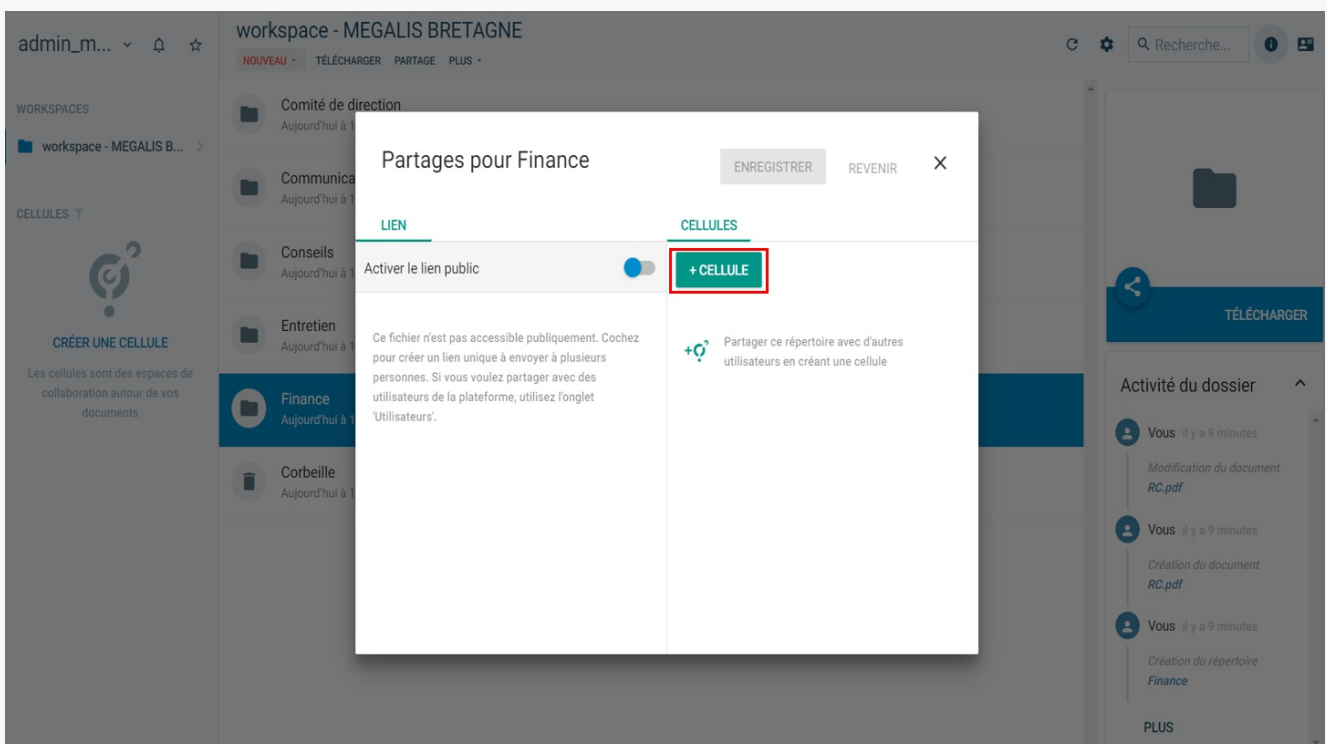 admin_m...
workspace - MEGALIS BRETAGNE
NOUVEAU TÉLÉCHARGER PARTAGE PLUS
Recherche...
WORKSPACES
workspace - MEGALIS B...
CELLULES
CRÉER UNE CELLULE
Les cellules sont des espaces de
collaboration autour de vos
documents
Comité de direction
Aujourd'hui à 1
Communica
Aujourd'hui à 1
Conseils
Aujourd'hui à 1
Entretien
Aujourd'hui à 1
Finance
Aujourd'hui à 1
Corbeille
Aujourd'hui à 1
Partages pour Finance
ENREGISTRER REVENIR
LIEN
Activer le lien public
Ce fichier n'est pas accessible publiquement. Cochez
pour créer un lien unique à envoyer à plusieurs
personnes. Si vous voulez partager avec des
utilisateurs de la plateforme, utilisez l'onglet
'Utilisateurs'.
CELLULES
+ CELLULE
Partager ce répertoire avec d'autres
utilisateurs en créant une cellule
TÉLÉCHARGER
Activité du dossier
Vous il y a 9 minutes
Modification du document
RC.pdf
Vous il y a 9 minutes
Création du document
RC.pdf
Vous il y a 9 minutes
Création du répertoire
Finance
PLUS